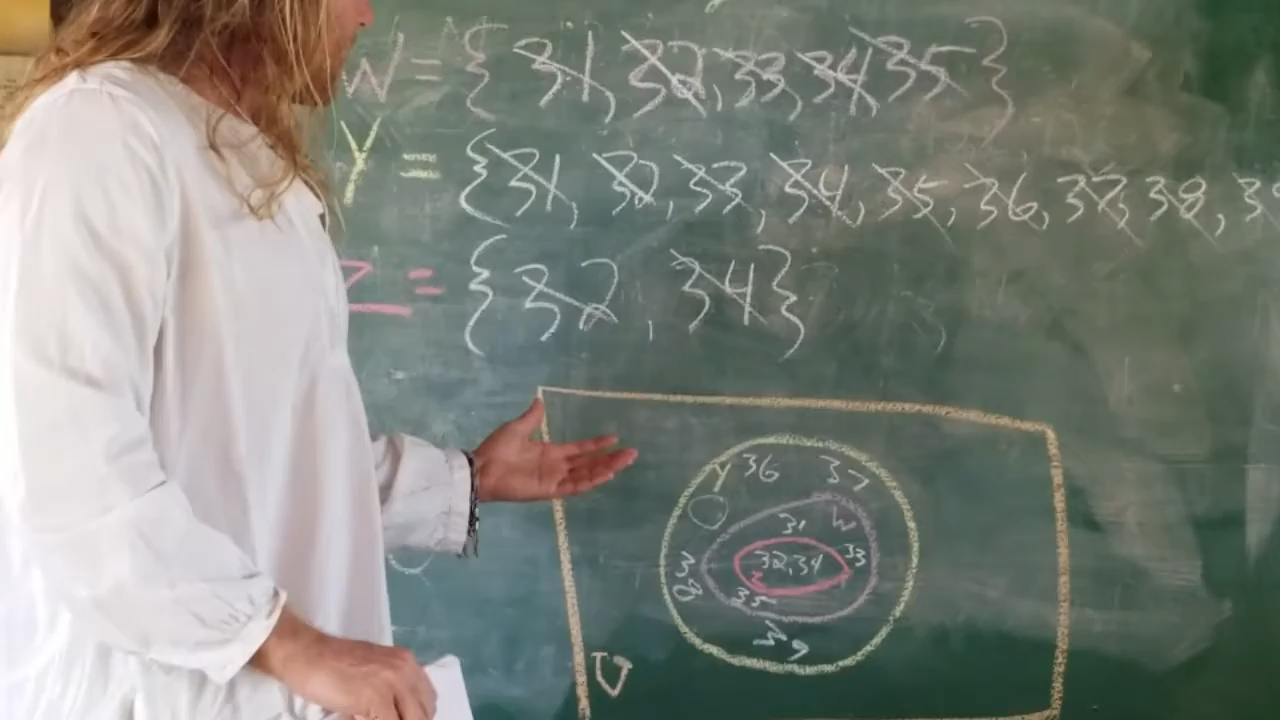 W = {31, 32, 33, 34, 35}
Y = {31, 32, 33, 34, 35, 36, 37, 38, 39
Z = {32, 34}
Y 36 37
31 W
32, 34 33
Z
38 35
39
U